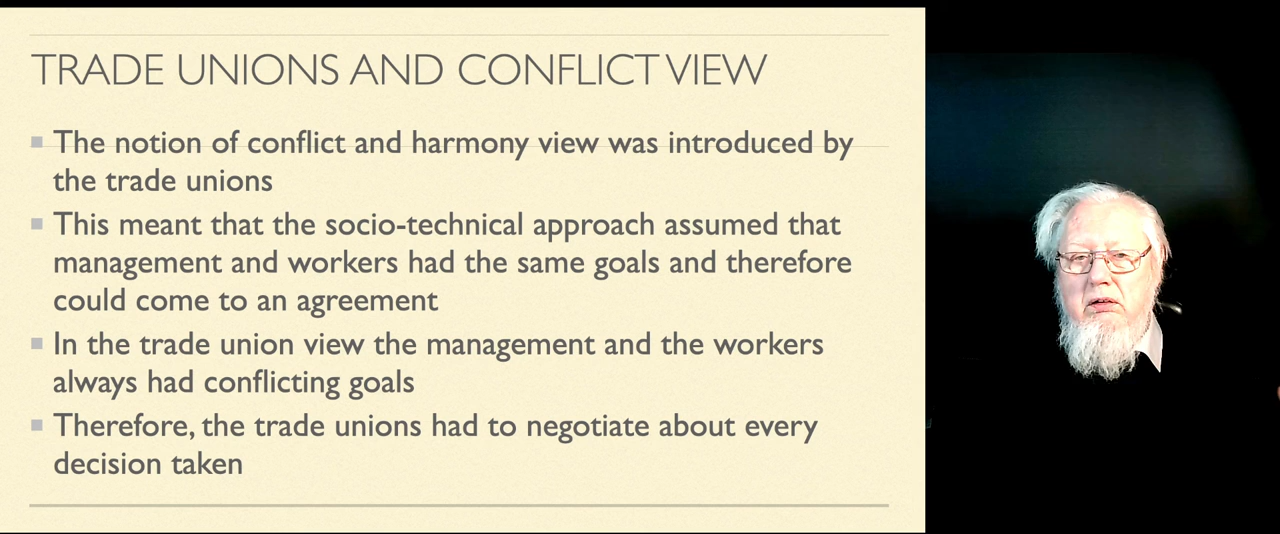 TRADE UNIONS AND CONFLICT VIEW
The notion of conflict and harmony view was introduced by
the trade unions
This meant that the socio-technical approach assumed that
management and workers had the same goals and therefore
could come to an agreement
In the trade union view the management and the workers
always had conflicting goals
Therefore, the trade unions had to negotiate about every
decision taken